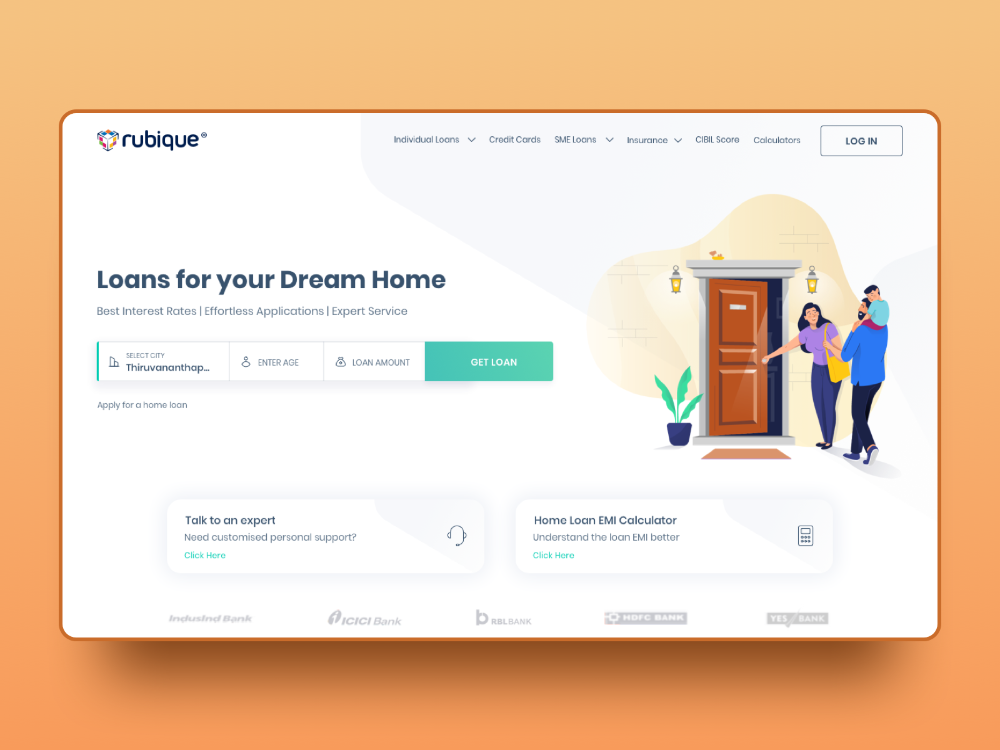 rubique®
Individual Loans Credit Cards SME Loans Insurance CIBIL Score Calculators LOG IN
Loans for your Dream Home
Best Interest Rates | Effortless Applications | Expert Service
SELECT CITY
Thiruvananthap... ENTER AGE LOAN AMOUNT GET LOAN
Apply for a home loan
Talk to an expert
Need customised personal support?
Click Here
Home Loan EMI Calculator
Understand the loan EMI better
Click Here
IndusInd Bank ICICI Bank RBLBANK HDFC BANK YES BANK